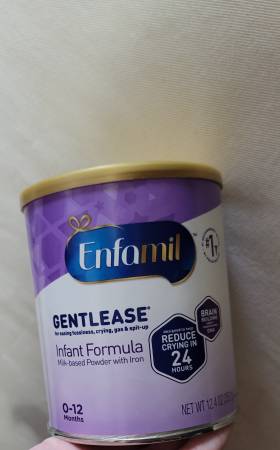 Enfamil
#1
GENTLEASE®
for easing fussiness, crying, gas & spit-up
Infant Formula
Milk-based Powder with Iron
REDUCE
CRYING IN
24
HOURS
BRAIN
BUILDING
0-12
Months
NET WT 12.4 O